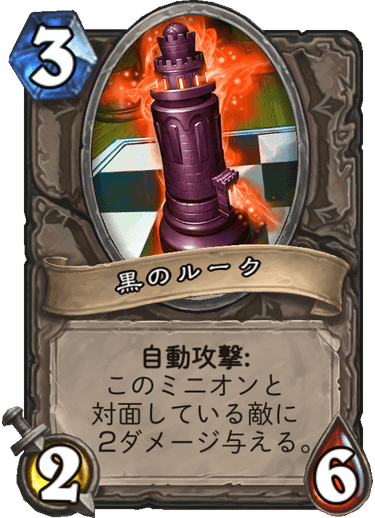 3
黒のルーク
自動攻撃:
このミニオンと
対面している敵に
2ダメージ与える。
2
6